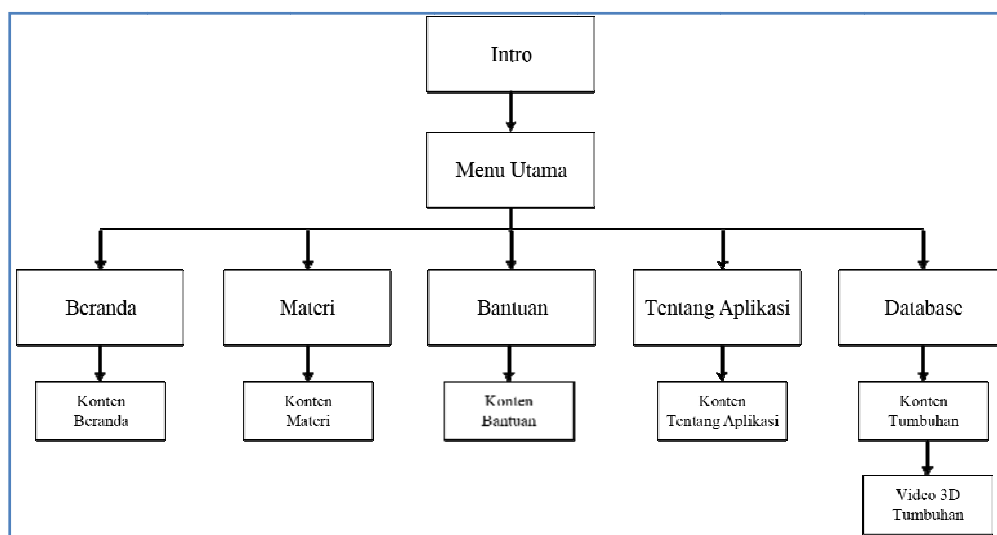 Intro
Menu Utama
Beranda
Materi
Bantuan
Tentang Aplikasi
Database
Konten
Beranda
Konten
Materi
Konten
Bantuan
Konten
Tentang Aplikasi
Konten
Tumbuhan
Video 3D
Tumbuhan